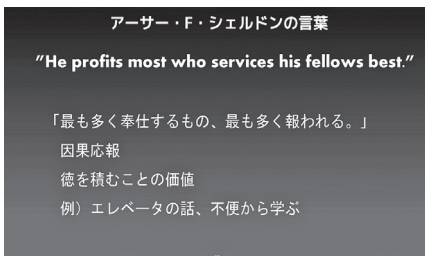 アーサー・F・シェルドンの言葉
"He profits most who services his fellows best."
「最も多く奉仕するもの、最も多く報われる。」
因果応報
徳を積むことの価値
例）エレベータの話、不便から学ぶ